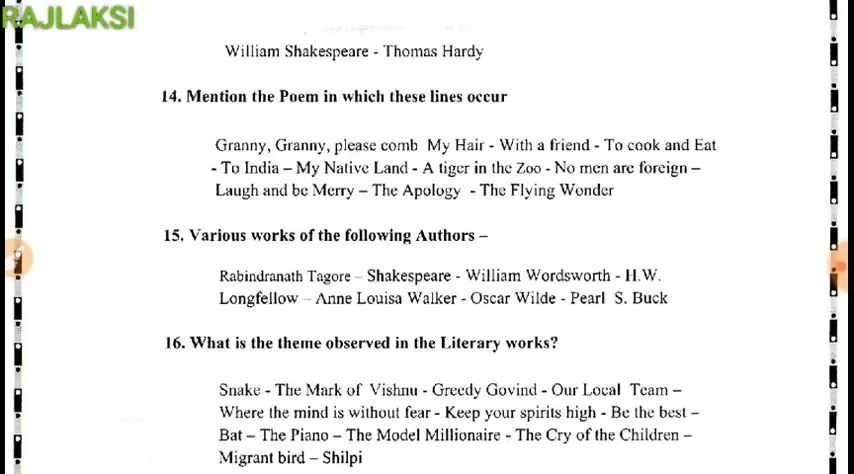 RAJLAKSI
William Shakespeare - Thomas Hardy
14. Mention the Poem in which these lines occur
Granny, Granny, please comb My Hair - With a friend - To cook and Eat
- To India – My Native Land - A tiger in the Zoo - No men are foreign –
Laugh and be Merry – The Apology - The Flying Wonder
15. Various works of the following Authors –
Rabindranath Tagore – Shakespeare - William Wordsworth - H.W.
Longfellow – Anne Louisa Walker - Oscar Wilde - Pearl S. Buck
16. What is the theme observed in the Literary works?
Snake - The Mark of Vishnu - Greedy Govind - Our Local Team –
Where the mind is without fear - Keep your spirits high - Be the best –
Bat – The Piano – The Model Millionaire - The Cry of the Children –
Migrant bird – Shilpi